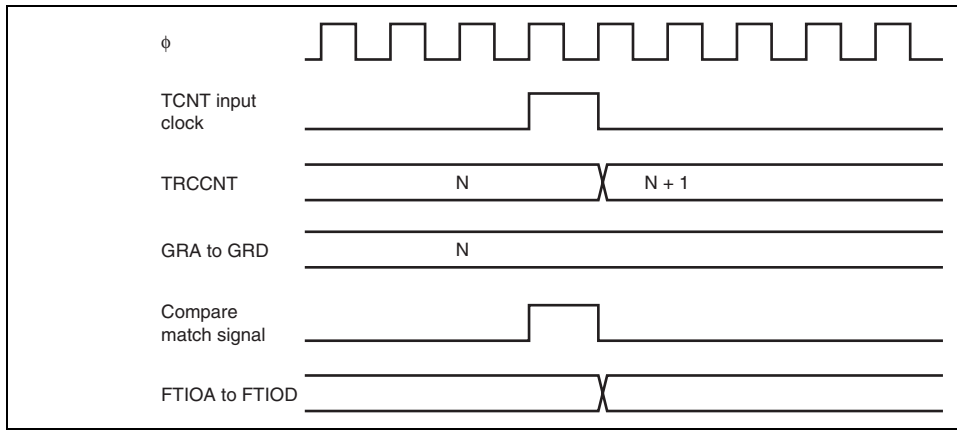 ϕ
TCNT input
clock
TRCCNT
N
N + 1
GRA to GRD
N
Compare
match signal
FTIOA to FTIOD